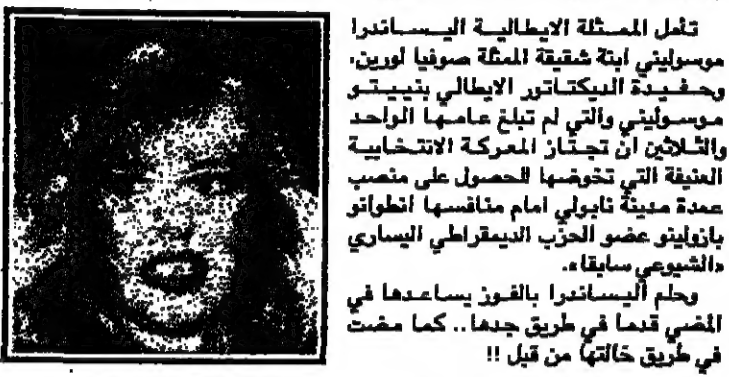 تأمل الممثلة الايطالية اليساندرا
موسوليني ابنة شقيقة الممثلة صوفيا لورين،
وحفيدة الديكتاتور الايطالي بنييتو
موسوليني والتي لم تبلغ عامها الواحد
والثلاثين ان تجتاز المعركة الانتخابية
العنيفة التي تخوضها للحصول على منصب
عمدة مدينة نابولي امام منافسها انطوانو
بازولينو عضو الحزب الديمقراطي اليساري
«الشيوعي سابقا».
وحلم اليساندرا بالفوز يساعدها في
المضي قدما في طريق جدها.. كما مضت
في طريق خالتها من قبل !!